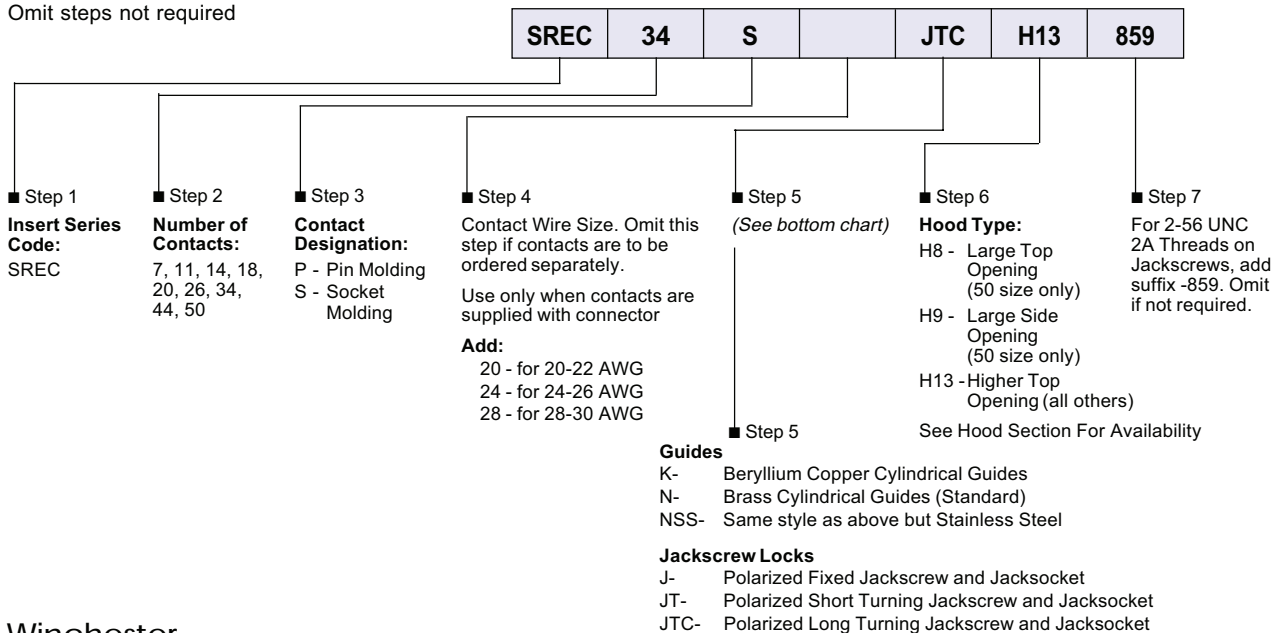 Omit steps not required
SREC 34 S JTC H13 859
■ Step 1
Insert Series
Code:
SREC
■ Step 2
Number of
Contacts:
7, 11, 14, 18,
20, 26, 34,
44, 50
■ Step 3
Contact
Designation:
P - Pin Molding
S - Socket
Molding
■ Step 4
Contact Wire Size. Omit this
step if contacts are to be
ordered separately.
Use only when contacts are
supplied with connector
Add:
20 - for 20-22 AWG
24 - for 24-26 AWG
28 - for 28-30 AWG
■ Step 5
(See bottom chart)
■ Step 6
Hood Type:
H8 - Large Top
Opening
(50 size only)
H9 - Large Side
Opening
(50 size only)
H13 -Higher Top
Opening (all others)
See Hood Section For Availability
■ Step 7
For 2-56 UNC
2A Threads on
Jackscrews, add
suffix -859. Omit
if not required.
■ Step 5
Guides
K- Beryllium Copper Cylindrical Guides
N- Brass Cylindrical Guides (Standard)
NSS- Same style as above but Stainless Steel
Jackscrew Locks
J- Polarized Fixed Jackscrew and Jacksocket
JT- Polarized Short Turning Jackscrew and Jacksocket
JTC- Polarized Long Turning Jackscrew and Jacksocket
Winchester